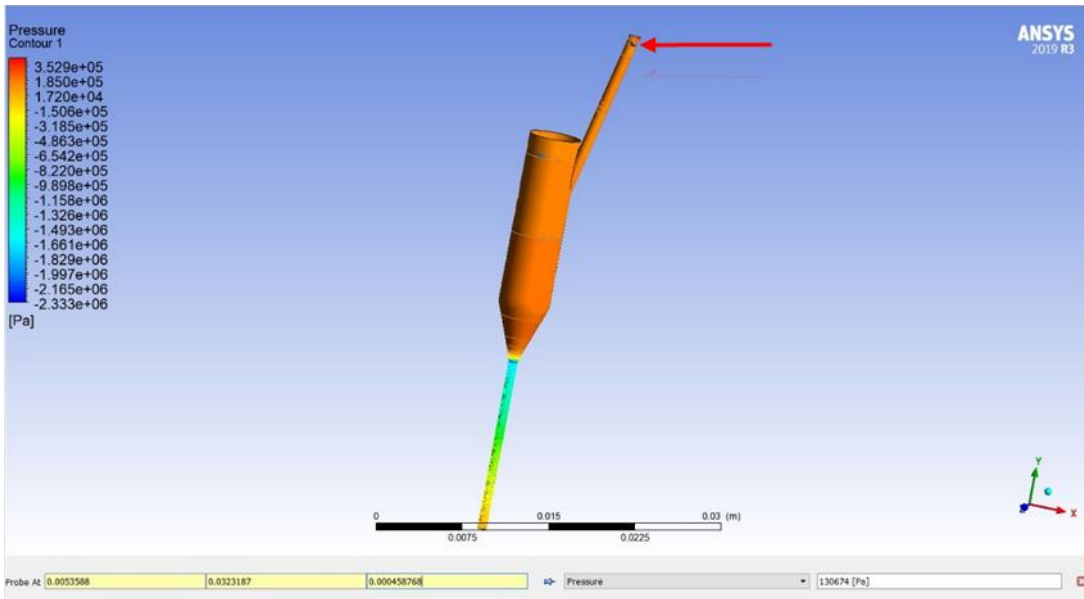 Pressure
Contour 1
3.529e+05
1.850e+05
1.720e+04
-1.506e+05
-3.185e+05
-4.863e+05
-6.542e+05
-8.220e+05
-9.898e+05
-1.158e+06
-1.326e+06
-1.493e+06
-1.661e+06
-1.829e+06
-1.997e+06
-2.165e+06
-2.333e+06
[Pa]
ANSYS
2019 R3
0 0.015 0.03 (m)
0.0075 0.0225
Y
X
Z
Probe At 0.0053588 0.0323187 0.000458768 Pressure 130674 [Pa]